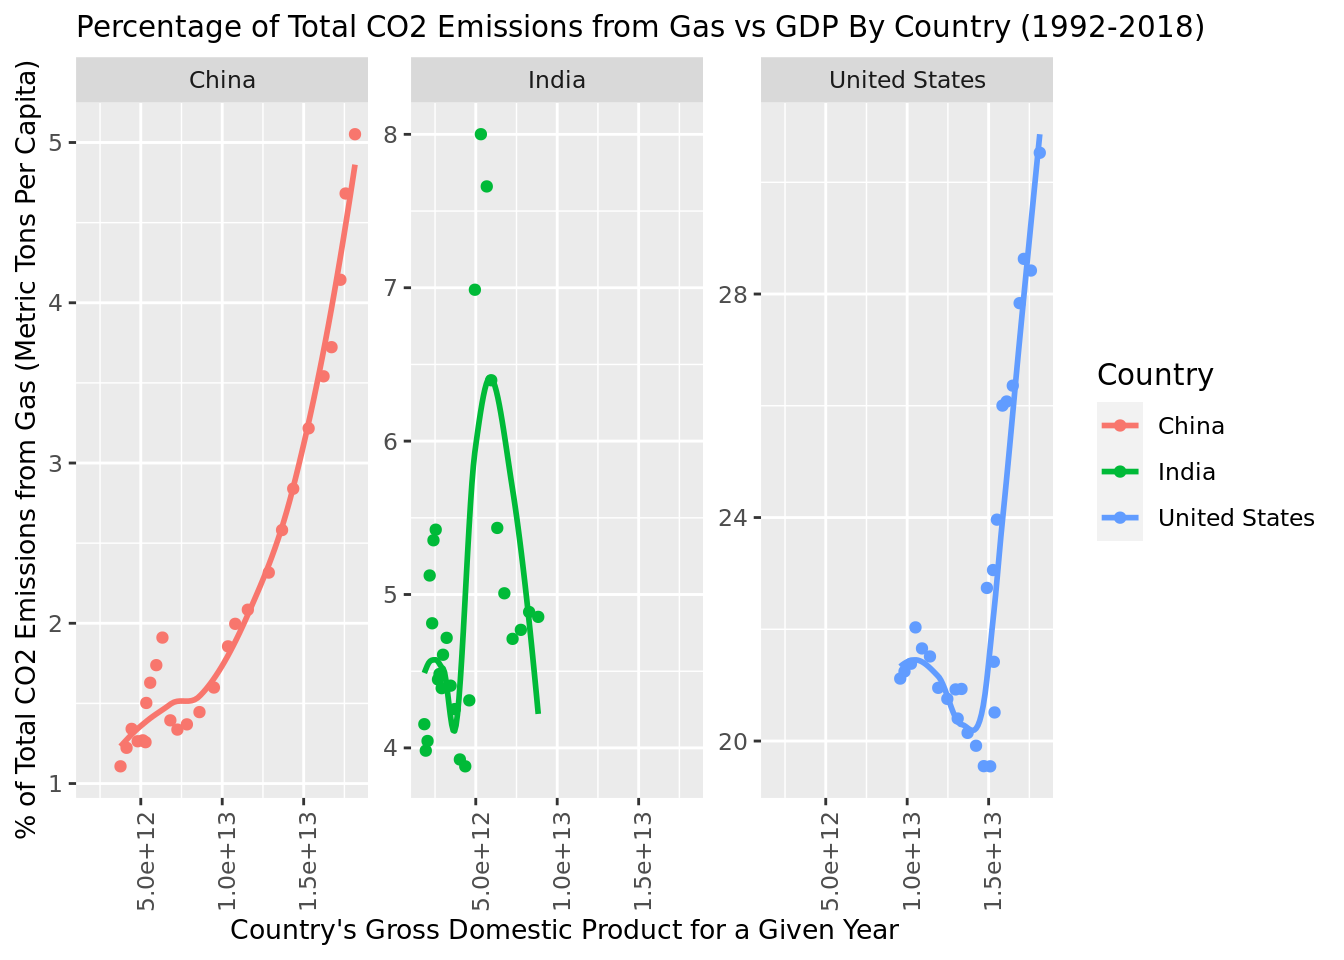 Percentage of Total CO2 Emissions from Gas vs GDP By Country (1992-2018)
China
India
United States
% of Total CO2 Emissions from Gas (Metric Tons Per Capita)
5
4
3
2
1
8
7
6
5
4
28
24
20
5.0e+12
1.0e+13
1.5e+13
5.0e+12
1.0e+13
1.5e+13
5.0e+12
1.0e+13
1.5e+13
Country's Gross Domestic Product for a Given Year
Country
China
India
United States